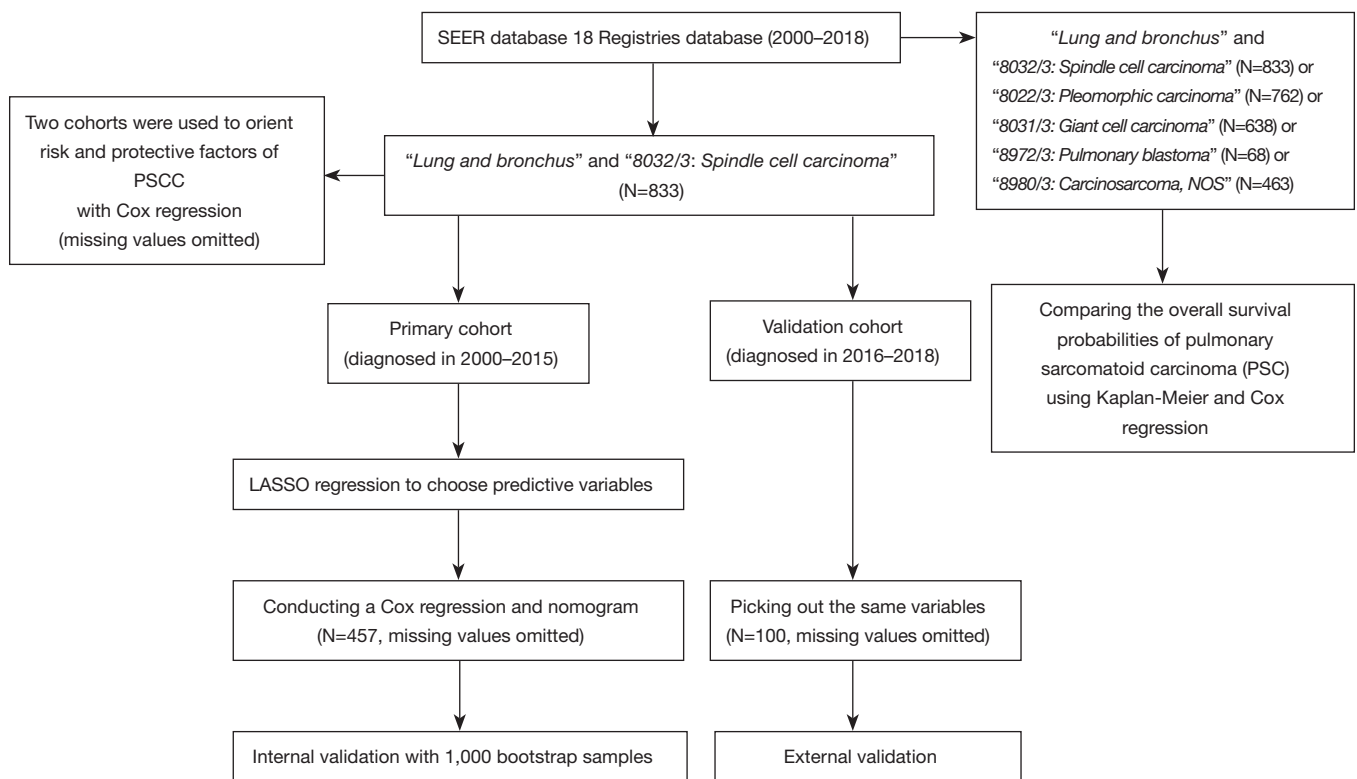 SEER database 18 Registries database (2000–2018)
“Lung and bronchus” and
“8032/3: Spindle cell carcinoma” (N=833) or
“8022/3: Pleomorphic carcinoma” (N=762) or
“8031/3: Giant cell carcinoma” (N=638) or
“8972/3: Pulmonary blastoma” (N=68) or
“8980/3: Carcinosarcoma, NOS” (N=463)
Two cohorts were used to orient
risk and protective factors of
PSCC
with Cox regression
(missing values omitted)
“Lung and bronchus” and “8032/3: Spindle cell carcinoma”
(N=833)
Primary cohort
(diagnosed in 2000–2015)
Validation cohort
(diagnosed in 2016–2018)
Comparing the overall survival
probabilities of pulmonary
sarcomatoid carcinoma (PSC)
using Kaplan-Meier and Cox
regression
LASSO regression to choose predictive variables
Conducting a Cox regression and nomogram
(N=457, missing values omitted)
Picking out the same variables
(N=100, missing values omitted)
Internal validation with 1,000 bootstrap samples
External validation